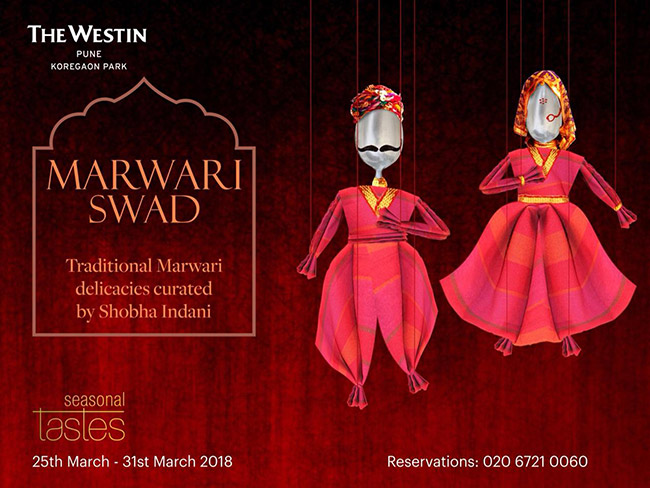 THE WESTIN
PUNE
KOREGAON PARK
MARWARI
SWAD
Traditional Marwari
delicacies curated
by Shobha Indani
seasonal
tastes
25th March - 31st March 2018
Reservations: 020 6721 0060